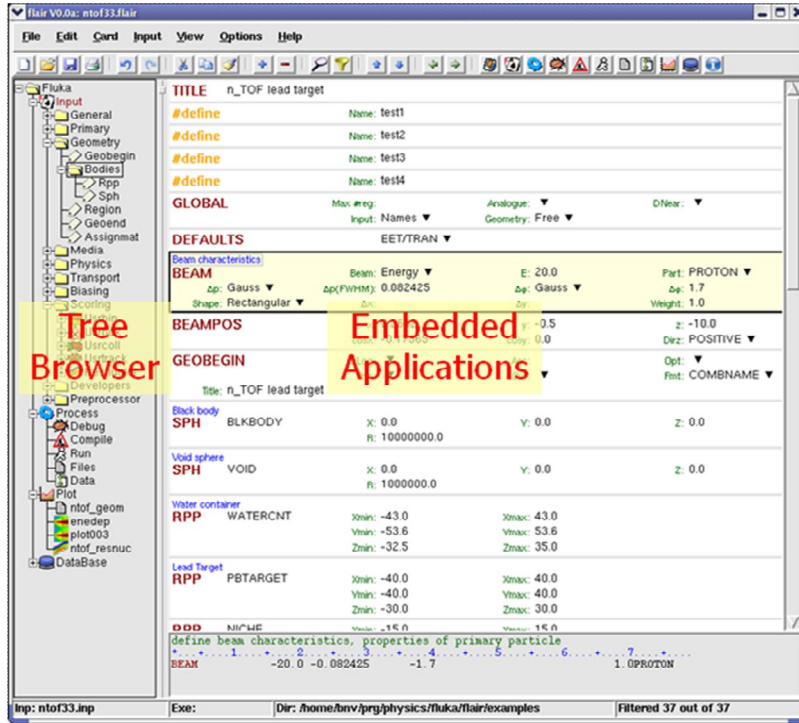 flair V0.0a: ntof33.flair
File Edit Card Input View Options Help
Fluka
Input
General
Primary
Geometry
Geobegin
Bodies
Rpp
Sph
Region
Geoend
Assignmat
Media
Physics
Transport
Biasing
Scoring
Usrbin
Usrcoll
Usrtrack
Developers
Preprocessor
Process
Debug
Compile
Run
Files
Data
Plot
ntof_geom
enedep
plot003
ntof_resnuc
DataBase
Tree
Browser
Embedded
Applications
TITLE n_TOF lead target
#define Name: test1
#define Name: test2
#define Name: test3
#define Name: test4
GLOBAL Max #reg: Analogue: ▼ DNear: ▼
Input: Names ▼ Geometry: Free ▼
DEFAULTS EET/TRAN ▼
Beam characteristics
BEAM Beam: Energy ▼ E: 20.0 Part: PROTON ▼
Δp: Gauss ▼ Δp(FWHM): 0.082425 Δφ: Gauss ▼ Δφ: 1.7
Shape: Rectangular ▼ Δx: Δy: Weight: 1.0
BEAMPOS y: -0.5 z: -10.0
cosx: -0.17365 cosy: 0.0 Dirz: POSITIVE ▼
GEOBEGIN ▼ Opt: ▼
▼ Fmt: COMBNAME ▼
Title: n_TOF lead target
Black body
SPH BLKBODY X: 0.0 Y: 0.0 Z: 0.0
R: 10000000.0
Void sphere
SPH VOID X: 0.0 Y: 0.0 Z: 0.0
R: 1000000.0
Water container
RPP WATERCNT Xmin: -43.0 Xmax: 43.0
Ymin: -53.6 Ymax: 53.6
Zmin: -32.5 Zmax: 35.0
Lead Target
RPP PBTARGET Xmin: -40.0 Xmax: 40.0
Ymin: -40.0 Ymax: 40.0
Zmin: -30.0 Zmax: 30.0
RPP NICHE Xmin: -15.0 Xmax: 15.0
define beam characteristics, properties of primary particle
*...+....1....+....2....+....3....+....4....+....5....+....6....+....7....+...
BEAM -20.0 -0.082425 -1.7 1.0PROTON
Inp: ntof33.inp Exe: Dir: /home/bnv/prg/physics/fluka/flair/examples Filtered 37 out of 37